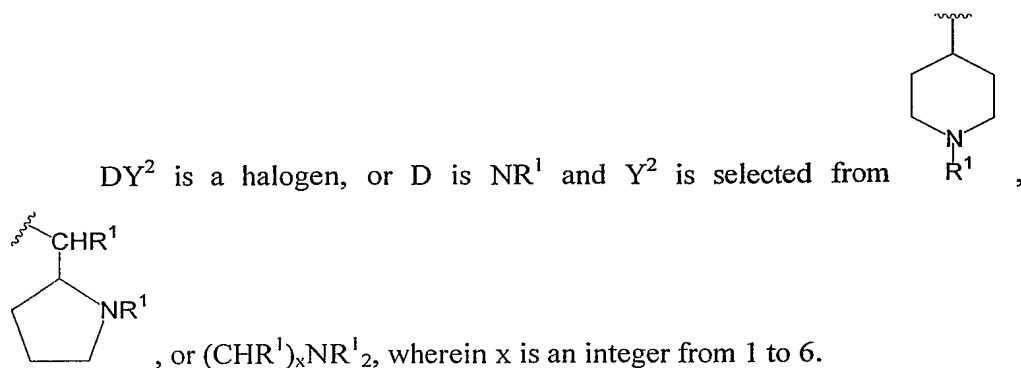 DY² is a halogen, or D is NR¹ and Y² is selected from
N
R¹
,
CHR¹
NR¹
, or (CHR¹)ₓNR¹₂, wherein x is an integer from 1 to 6.